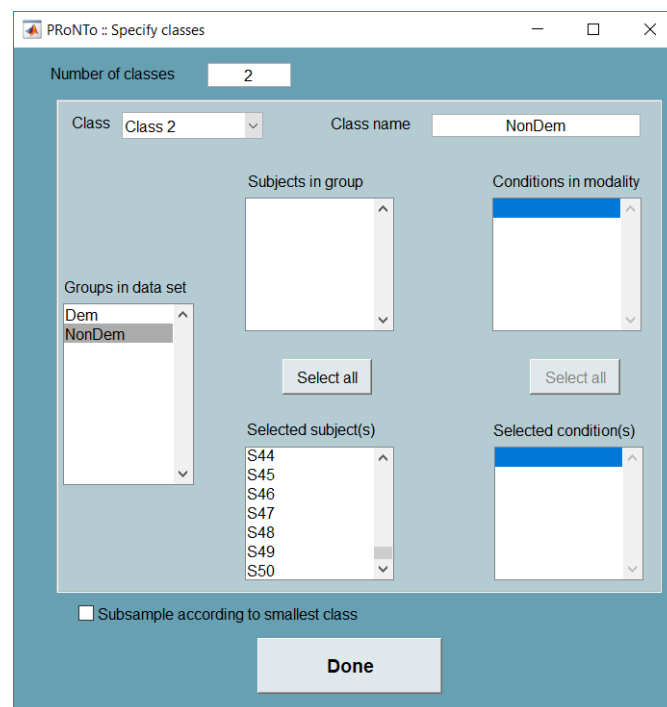 PRoNTo :: Specify classes
Number of classes 2
Class Class 2 Class name NonDem
Subjects in group Conditions in modality
Groups in data set
Dem
NonDem
Select all Select all
Selected subject(s) Selected condition(s)
S44
S45
S46
S47
S48
S49
S50
Subsample according to smallest class
Done